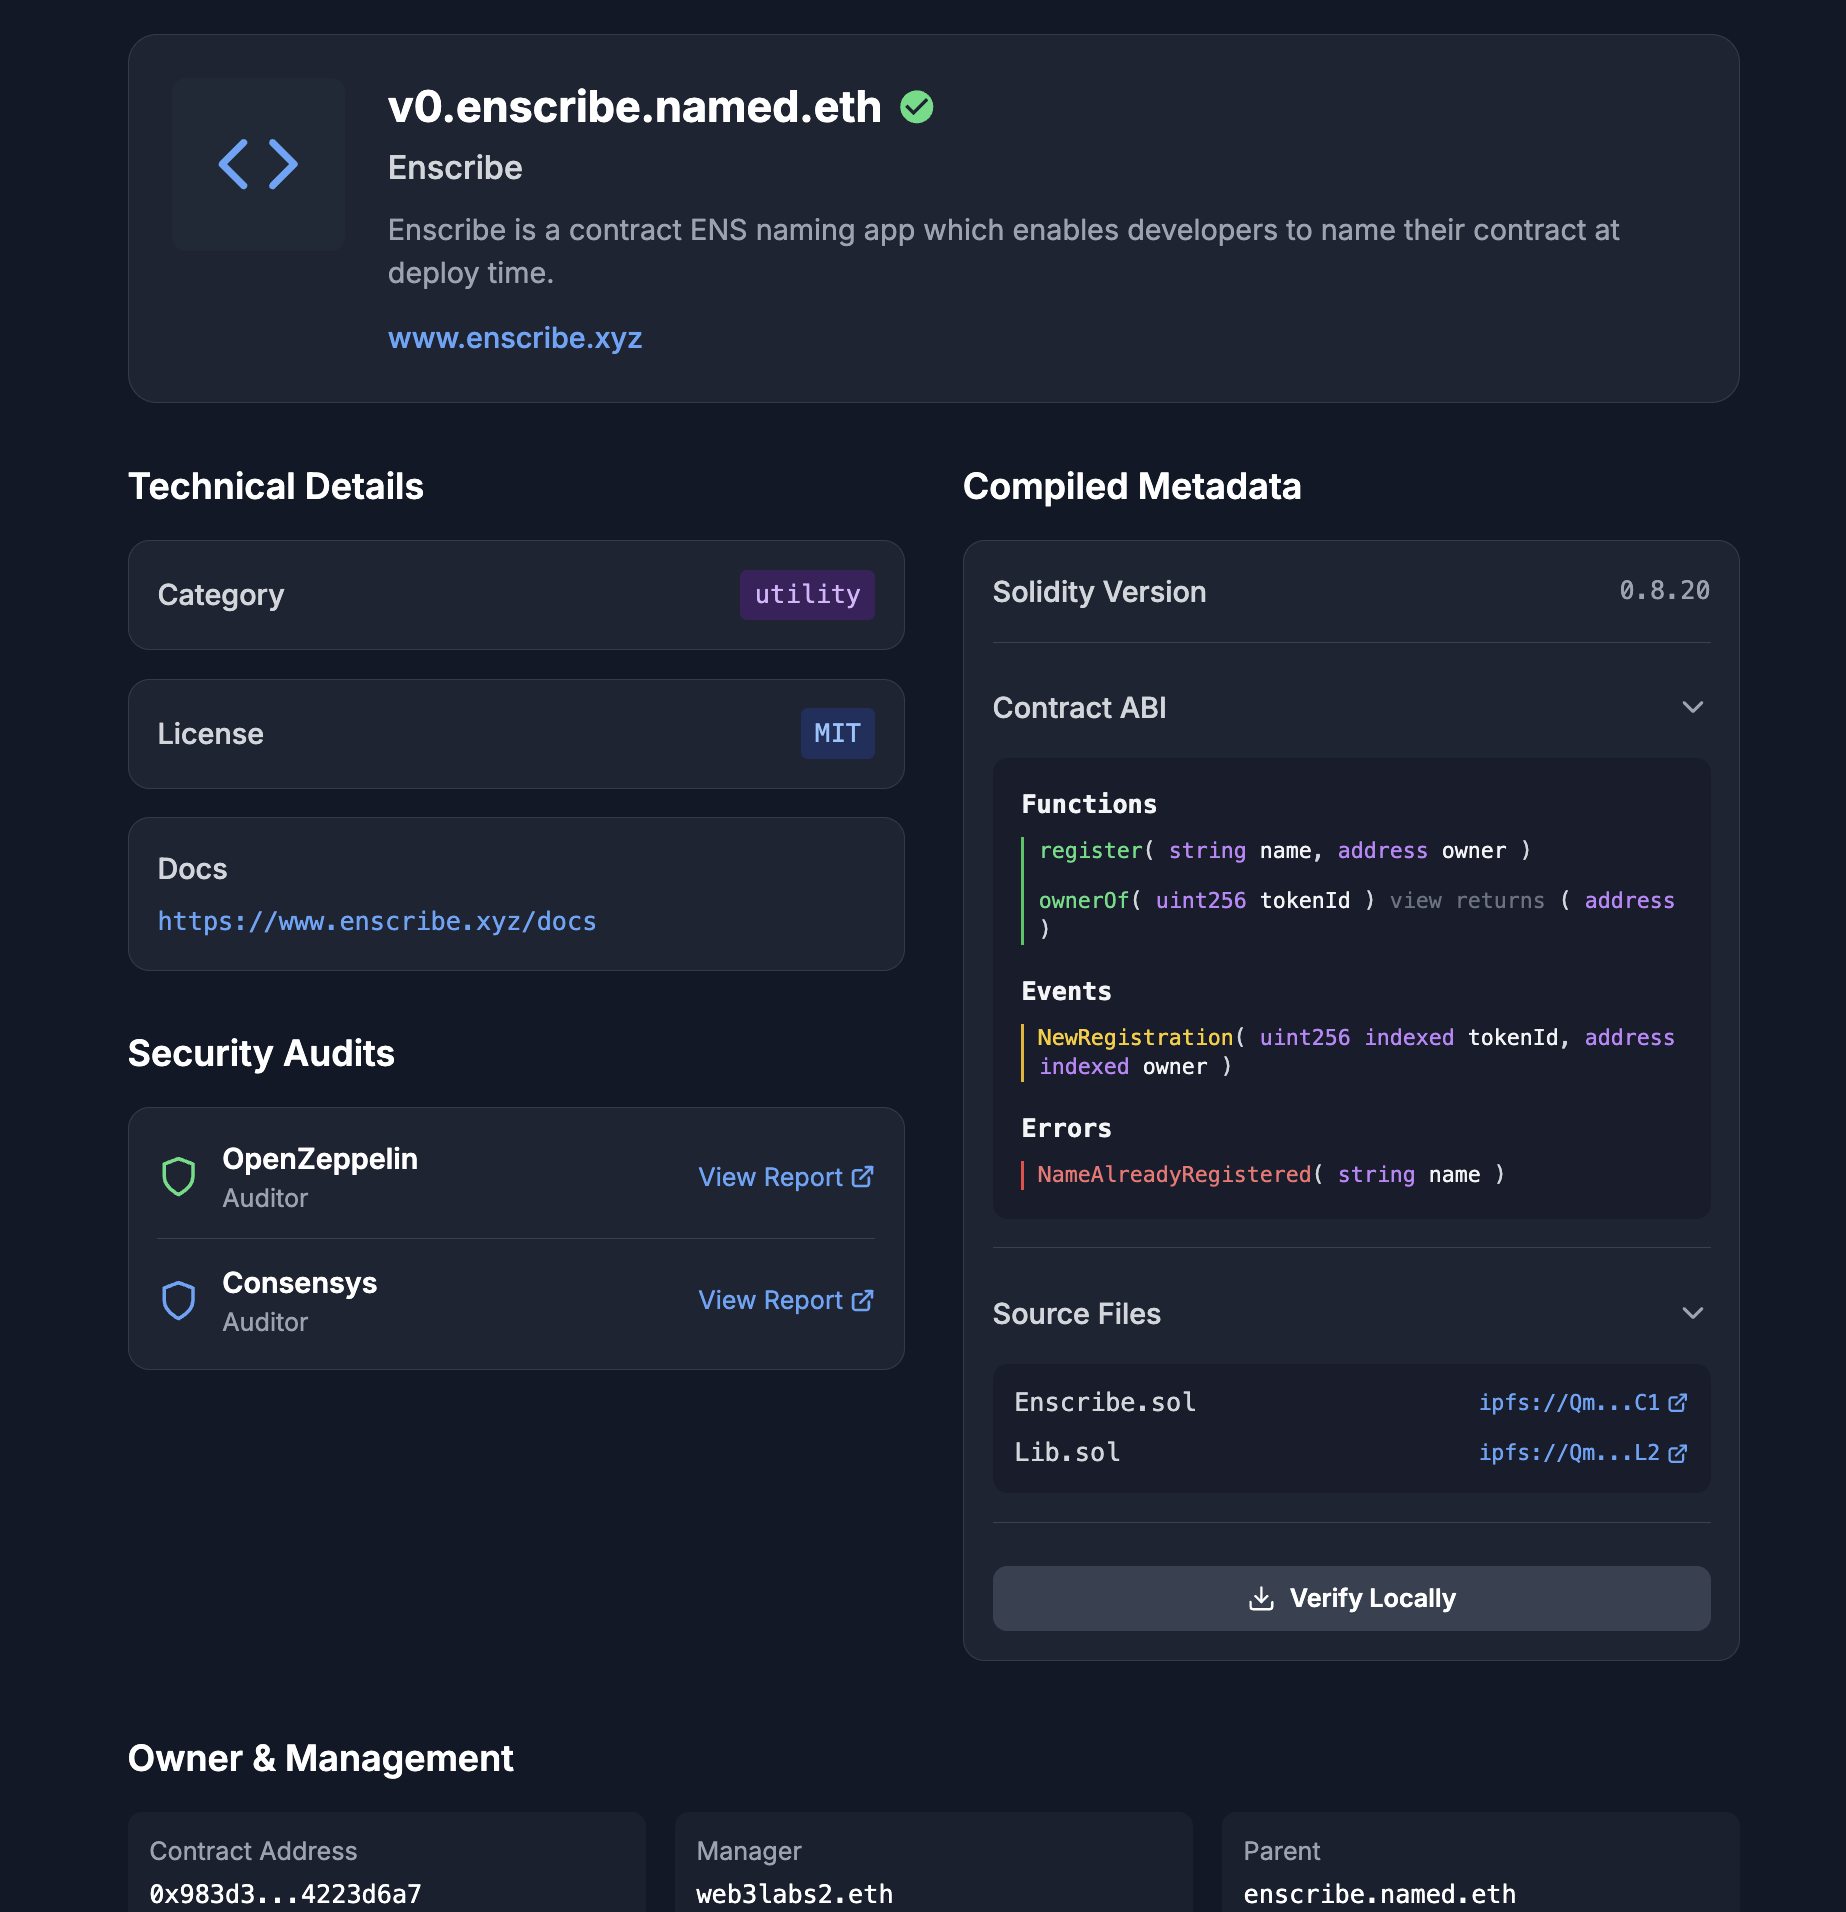 v0.enscribe.named.eth
Enscribe
Enscribe is a contract ENS naming app which enables developers to name their contract at
deploy time.
www.enscribe.xyz
Technical Details
Category
utility
License
MIT
Docs
https://www.enscribe.xyz/docs
Security Audits
OpenZeppelin
Auditor
View Report
Consensys
Auditor
View Report
Compiled Metadata
Solidity Version
0.8.20
Contract ABI
Functions
register( string name, address owner )
ownerOf( uint256 tokenId ) view returns ( address
)
Events
NewRegistration( uint256 indexed tokenId, address
indexed owner )
Errors
NameAlreadyRegistered( string name )
Source Files
Enscribe.sol
ipfs://Qm...C1
Lib.sol
ipfs://Qm...L2
Verify Locally
Owner & Management
Contract Address
0x983d3...4223d6a7
Manager
web3labs2.eth
Parent
enscribe.named.eth